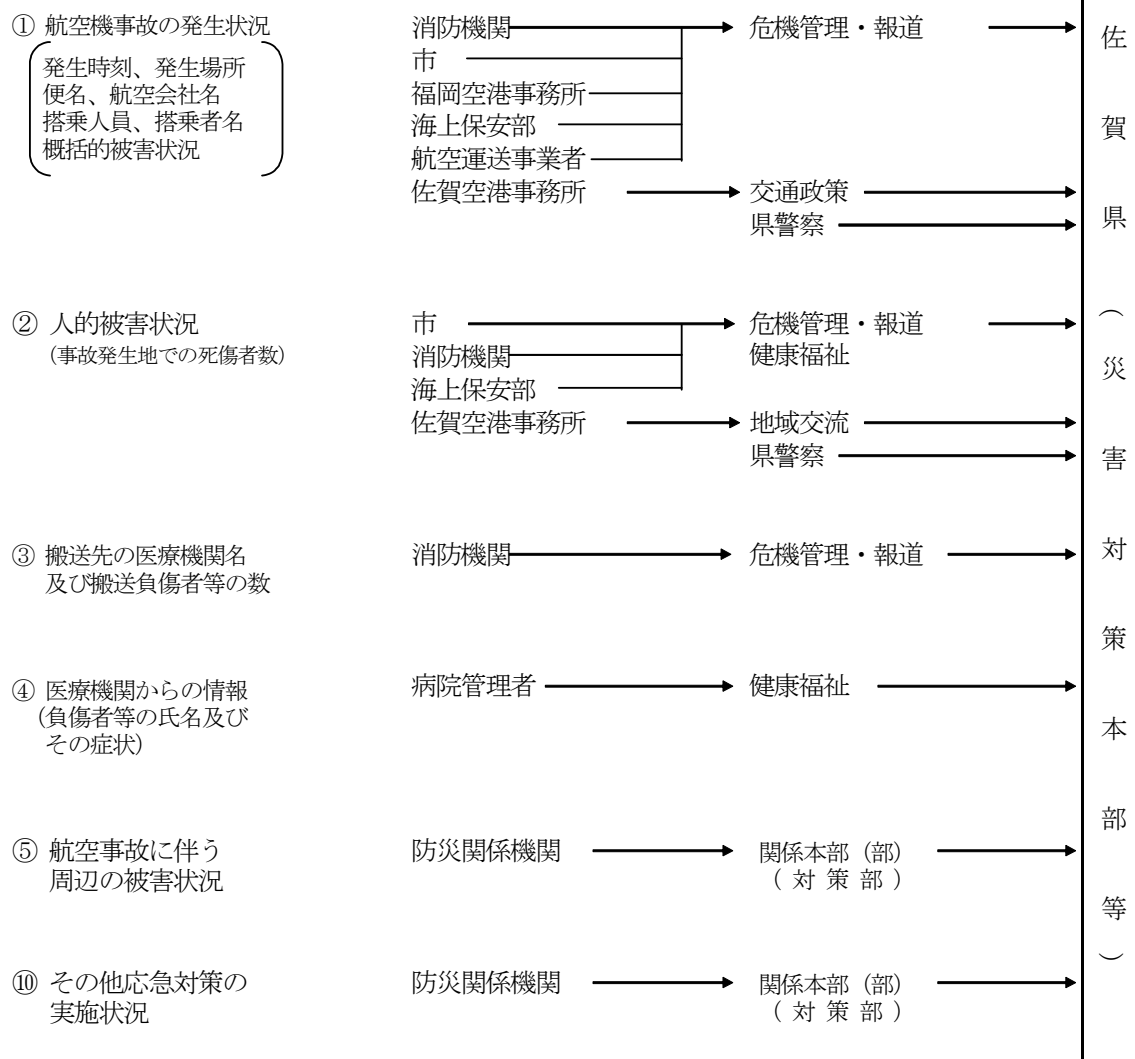 ① 航空機事故の発生状況
発生時刻、発生場所
便名、航空会社名
搭乗人員、搭乗者名
概括的被害状況
消防機関
市
福岡空港事務所
海上保安部
航空運送事業者
佐賀空港事務所
危機管理・報道
交通政策
県警察
② 人的被害状況
(事故発生地での死傷者数)
市
消防機関
海上保安部
佐賀空港事務所
危機管理・報道
健康福祉
地域交流
県警察
③ 搬送先の医療機関名
及び搬送負傷者等の数
消防機関
危機管理・報道
④ 医療機関からの情報
(負傷者等の氏名及び
その症状)
病院管理者
健康福祉
⑤ 航空事故に伴う
周辺の被害状況
防災関係機関
関係本部（部）
（ 対 策 部 ）
⑩ その他応急対策の
実施状況
防災関係機関
関係本部（部）
（ 対 策 部 ）
佐賀県（災害対策本部等）